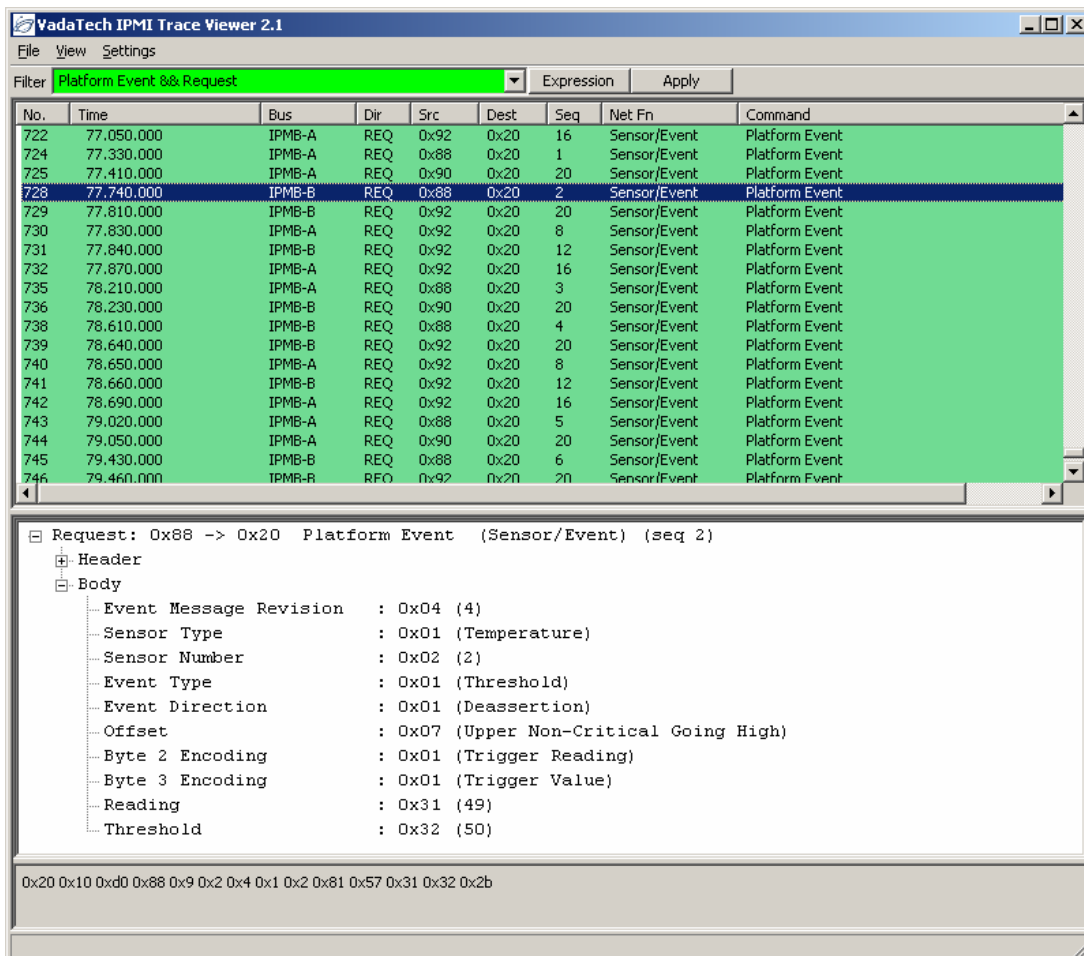 VadaTech IPMI Trace Viewer 2.1
File View Settings
Filter Platform Event && Request Expression Apply
No. Time Bus Dir Src Dest Seq Net Fn Command
722 77.050.000 IPMB-A REQ 0x92 0x20 16 Sensor/Event Platform Event
724 77.330.000 IPMB-A REQ 0x88 0x20 1 Sensor/Event Platform Event
725 77.410.000 IPMB-A REQ 0x90 0x20 20 Sensor/Event Platform Event
728 77.740.000 IPMB-B REQ 0x88 0x20 2 Sensor/Event Platform Event
729 77.810.000 IPMB-B REQ 0x92 0x20 20 Sensor/Event Platform Event
730 77.830.000 IPMB-A REQ 0x92 0x20 8 Sensor/Event Platform Event
731 77.840.000 IPMB-B REQ 0x92 0x20 12 Sensor/Event Platform Event
732 77.870.000 IPMB-A REQ 0x92 0x20 16 Sensor/Event Platform Event
735 78.210.000 IPMB-A REQ 0x88 0x20 3 Sensor/Event Platform Event
736 78.230.000 IPMB-B REQ 0x90 0x20 20 Sensor/Event Platform Event
738 78.610.000 IPMB-B REQ 0x88 0x20 4 Sensor/Event Platform Event
739 78.640.000 IPMB-B REQ 0x92 0x20 20 Sensor/Event Platform Event
740 78.650.000 IPMB-A REQ 0x92 0x20 8 Sensor/Event Platform Event
741 78.660.000 IPMB-B REQ 0x92 0x20 12 Sensor/Event Platform Event
742 78.690.000 IPMB-A REQ 0x92 0x20 16 Sensor/Event Platform Event
743 79.020.000 IPMB-A REQ 0x88 0x20 5 Sensor/Event Platform Event
744 79.050.000 IPMB-A REQ 0x90 0x20 20 Sensor/Event Platform Event
745 79.430.000 IPMB-B REQ 0x88 0x20 6 Sensor/Event Platform Event
746 79.460.000 IPMB-B REQ 0x92 0x20 20 Sensor/Event Platform Event
Request: 0x88 -> 0x20 Platform Event (Sensor/Event) (seq 2)
Header
Body
Event Message Revision : 0x04 (4)
Sensor Type : 0x01 (Temperature)
Sensor Number : 0x02 (2)
Event Type : 0x01 (Threshold)
Event Direction : 0x01 (Deassertion)
Offset : 0x07 (Upper Non-Critical Going High)
Byte 2 Encoding : 0x01 (Trigger Reading)
Byte 3 Encoding : 0x01 (Trigger Value)
Reading : 0x31 (49)
Threshold : 0x32 (50)
0x20 0x10 0xd0 0x88 0x9 0x2 0x4 0x1 0x2 0x81 0x57 0x31 0x32 0x2b